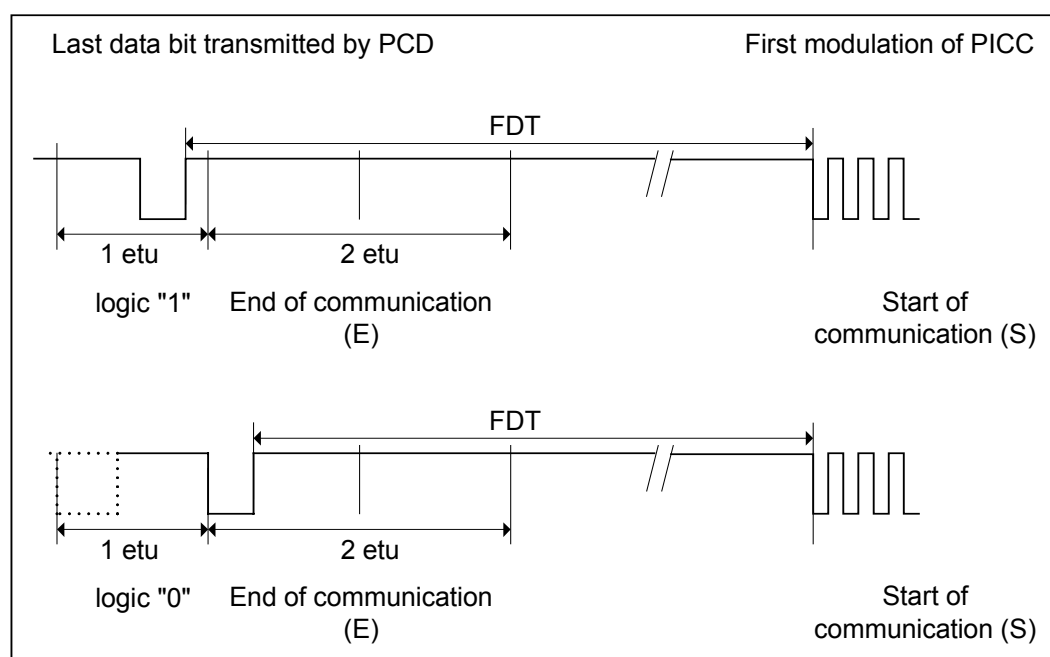 Last data bit transmitted by PCD
First modulation of PICC
FDT
1 etu
2 etu
logic "1"
End of communication
(E)
Start of
communication (S)
FDT
1 etu
2 etu
logic "0"
End of communication
(E)
Start of
communication (S)